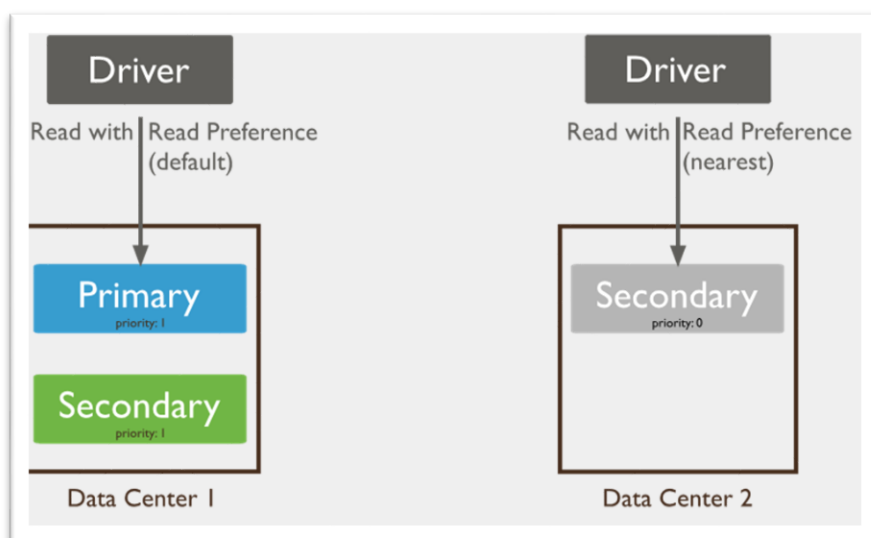 Driver
Read with Read Preference
(default)
Primary
priority: 1
Secondary
priority: 1
Data Center 1
Driver
Read with Read Preference
(nearest)
Secondary
priority: 0
Data Center 2